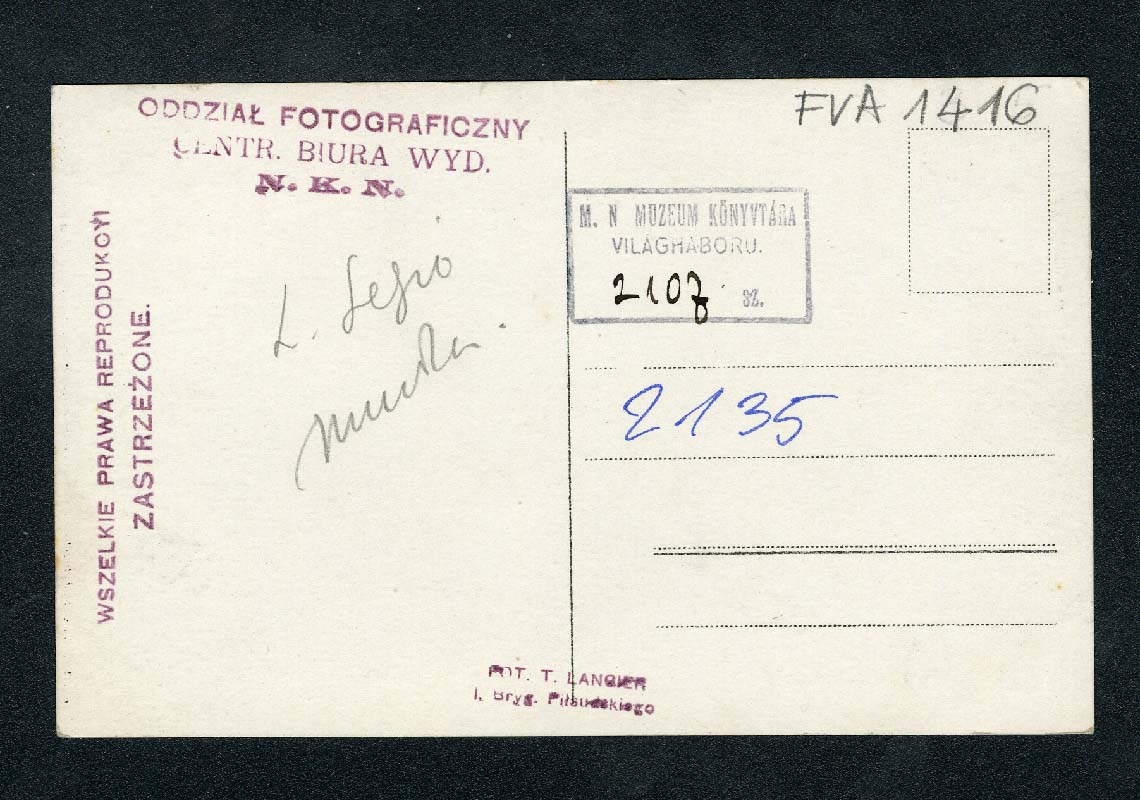 ODDZIAŁ FOTOGRAFICZNY
CENTR. BIURA WYD.
N. K. N.
FVA 1416
M. N MUZEUM KÖNYVTÁRA
VILÁGHÁBORU.
2107 sz.
WSZELKIE PRAWA REPRODUKCYI
ZASTRZEŻONE.
L.
2135
FOT. T. LANGIER
I. Bryg. Piłsudskiego